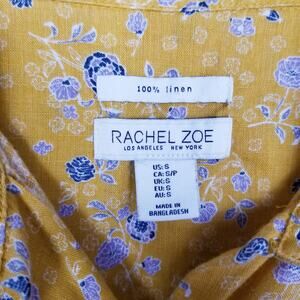 100% linen
RACHEL ZOE
LOS ANGELES NEW YORK
US: S
CA: S/P
UK: S
EU: S
AU: S
MADE IN
BANGLADESH